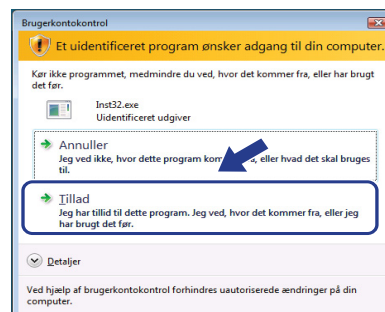 Brugerkontokontrol
Et uidentificeret program ønsker adgang til din computer.
Kør ikke programmet, medmindre du ved, hvor det kommer fra, eller har brugt
det før.
Inst32.exe
Uidentificeret udgiver
Annuller
Jeg ved ikke, hvor dette program eller hvad det skal bruges
til.
Tillad
Jeg har tillid til dette program. Jeg ved, hvor det kommer fra, eller jeg
har brugt det før.
Detaljer
Ved hjælp af brugerkontokontrol forhindres uautoriserede ændringer på din
computer.